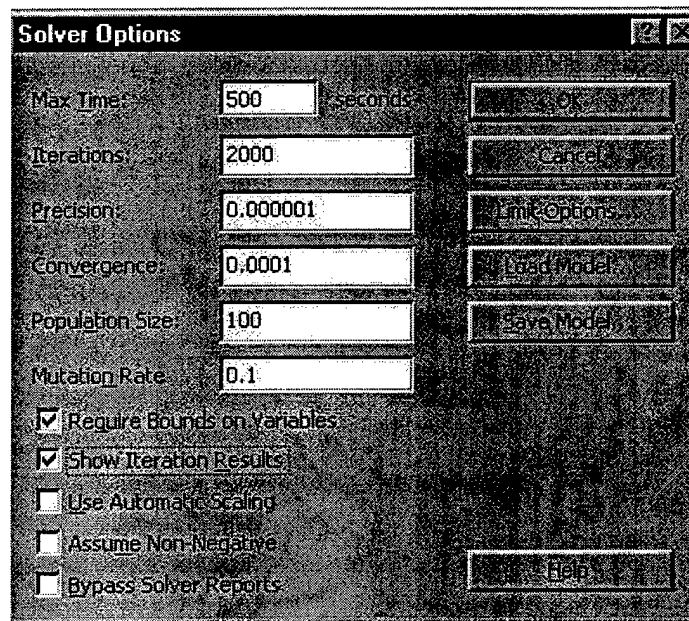 Solver Options
Max Time: 500 seconds OK
Iterations: 2000 Cancel
Precision: 0.000001 Limit Options...
Convergence: 0.0001 Load Model...
Population Size: 100 Save Model...
Mutation Rate 0.1
Require Bounds on Variables
Show Iteration Results
Use Automatic Scaling
Assume Non-Negative
Bypass Solver Reports
Help